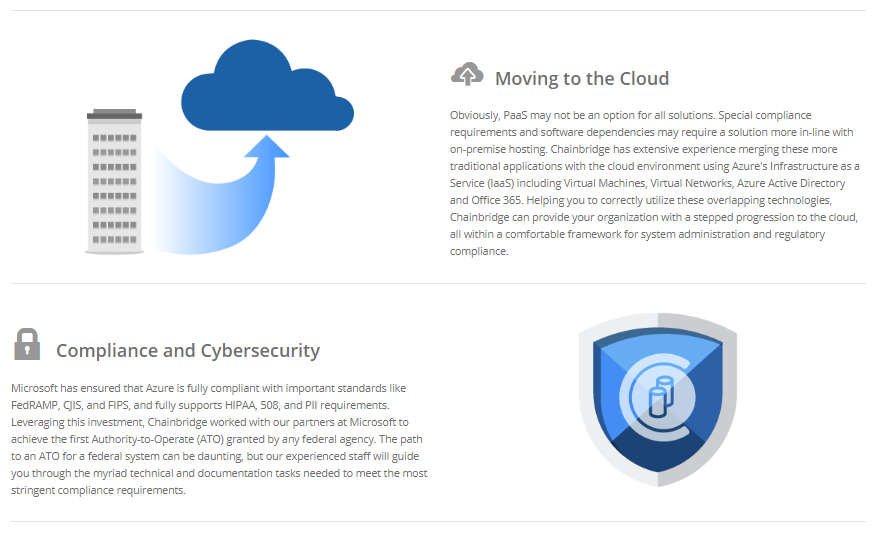 Moving to the Cloud
Obviously, PaaS may not be an option for all solutions. Special compliance
requirements and software dependencies may require a solution more in-line with
on-premise hosting. Chainbridge has extensive experience merging these more
traditional applications with the cloud environment using Azure's Infrastructure as a
Service (IaaS) including Virtual Machines, Virtual Networks, Azure Active Directory
and Office 365. Helping you to correctly utilize these overlapping technologies,
Chainbridge can provide your organization with a stepped progression to the cloud,
all within a comfortable framework for system administration and regulatory
compliance.
Compliance and Cybersecurity
Microsoft has ensured that Azure is fully compliant with important standards like
FedRAMP, CJIS, and FIPS, and fully supports HIPAA, 508, and PII requirements.
Leveraging this investment, Chainbridge worked with our partners at Microsoft to
achieve the first Authority-to-Operate (ATO) granted by any federal agency. The path
to an ATO for a federal system can be daunting, but our experienced staff will guide
you through the myriad technical and documentation tasks needed to meet the most
stringent compliance requirements.